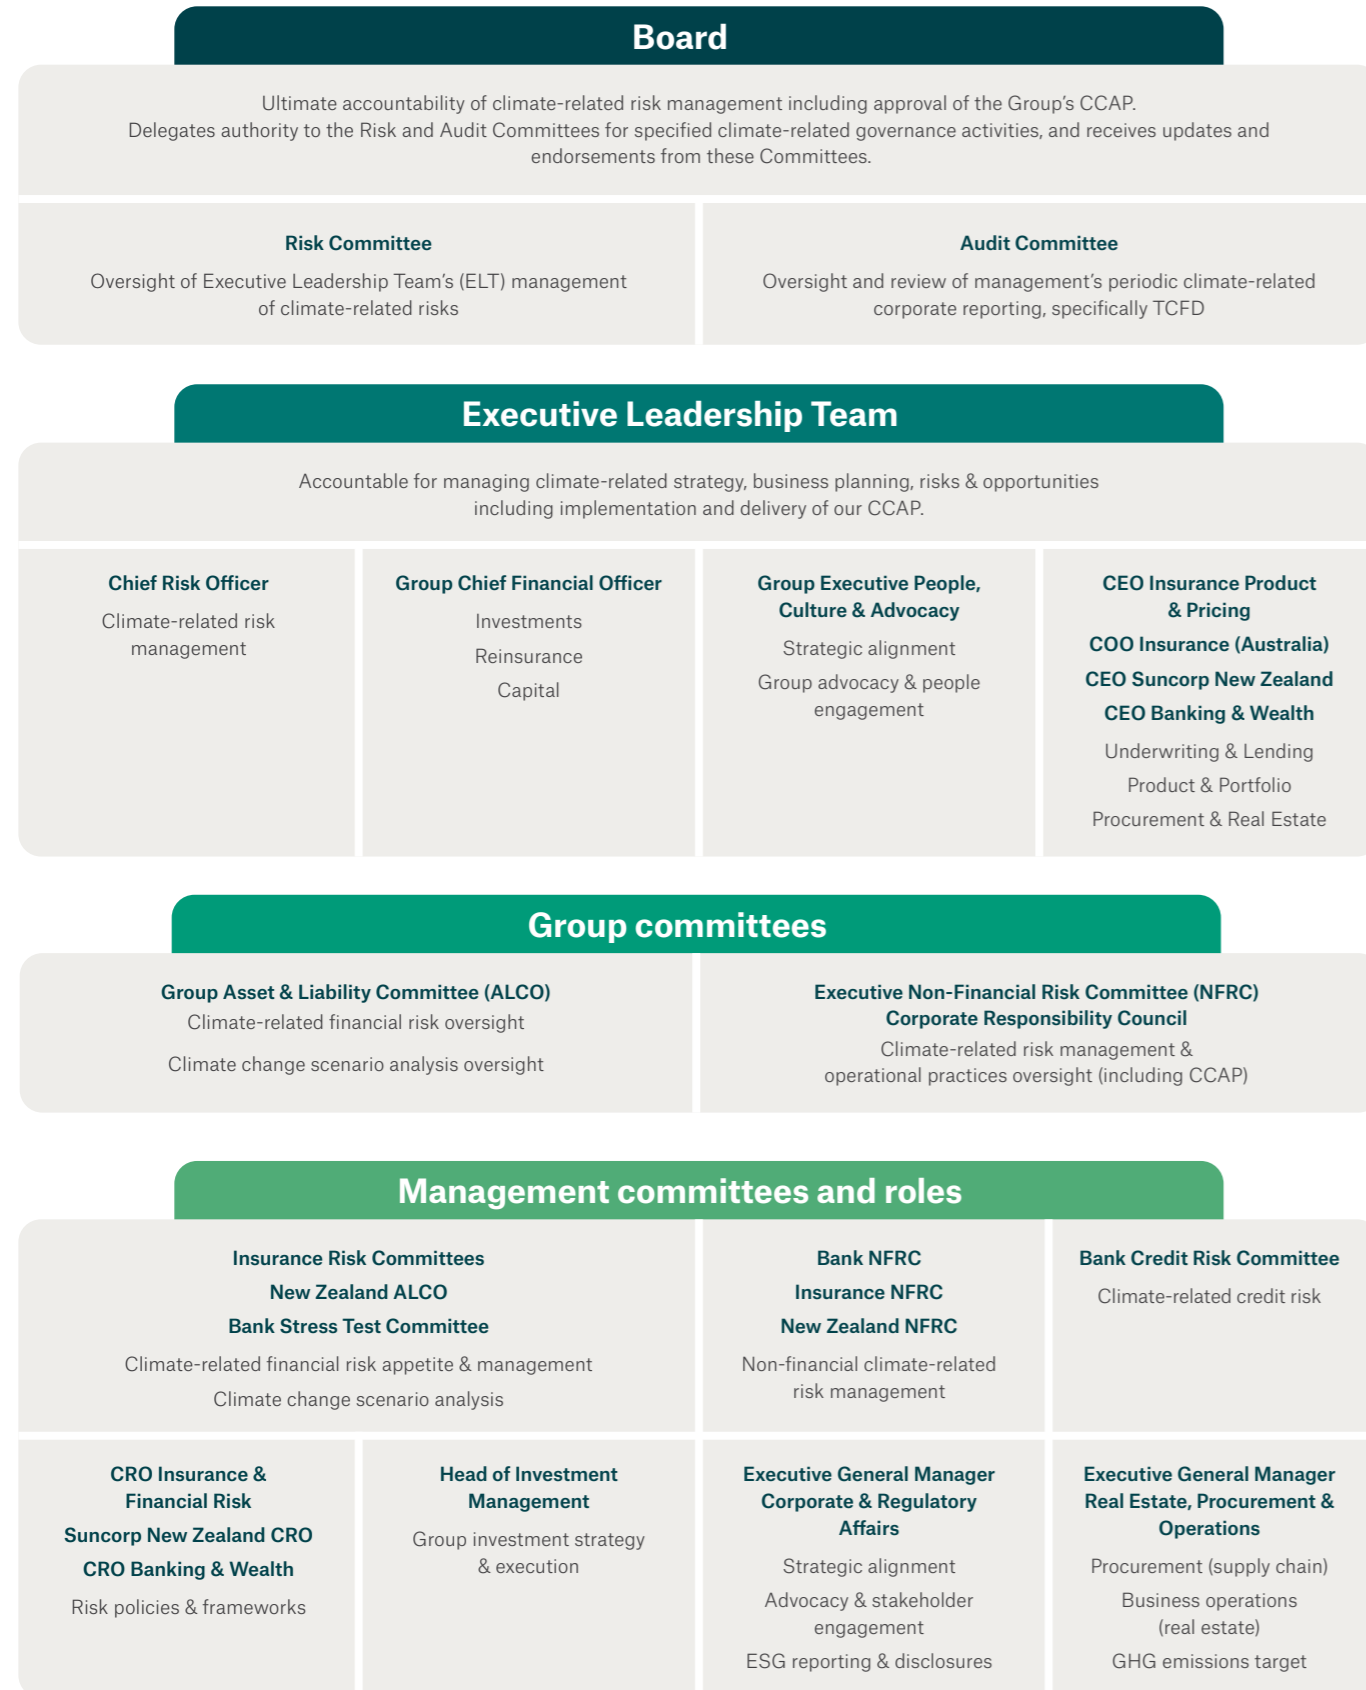 Board
Ultimate accountability of climate-related risk management including approval of the Group's CCAP.
Delegates authority to the Risk and Audit Committees for specified climate-related governance activities, and receives updates and
endorsements from these Committees.
Risk Committee
Oversight of Executive Leadership Team's (ELT) management
of climate-related risks
Audit Committee
Oversight and review of management's periodic climate-related
corporate reporting, specifically TCFD
Executive Leadership Team
Accountable for managing climate-related strategy, business planning, risks & opportunities
including implementation and delivery of our CCAP.
Chief Risk Officer
Climate-related risk
management
Group Chief Financial Officer
Investments
Reinsurance
Capital
Group Executive People,
Culture & Advocacy
Strategic alignment
Group advocacy & people
engagement
CEO Insurance Product
& Pricing
COO Insurance (Australia)
CEO Suncorp New Zealand
CEO Banking & Wealth
Underwriting & Lending
Product & Portfolio
Procurement & Real Estate
Group committees
Group Asset & Liability Committee (ALCO)
Climate-related financial risk oversight
Climate change scenario analysis oversight
Executive Non-Financial Risk Committee (NFRC)
Corporate Responsibility Council
Climate-related risk management &
operational practices oversight (including CCAP)
Management committees and roles
Insurance Risk Committees
New Zealand ALCO
Bank Stress Test Committee
Climate-related financial risk appetite & management
Climate change scenario analysis
Bank NFRC
Insurance NFRC
New Zealand NFRC
Non-financial climate-related
risk management
Bank Credit Risk Committee
Climate-related credit risk
CRO Insurance &
Financial Risk
Suncorp New Zealand CRO
CRO Banking & Wealth
Risk policies & frameworks
Head of Investment
Management
Group investment strategy
& execution
Executive General Manager
Corporate & Regulatory
Affairs
Strategic alignment
Advocacy & stakeholder
engagement
ESG reporting & disclosures
Executive General Manager
Real Estate, Procurement &
Operations
Procurement (supply chain)
Business operations
(real estate)
GHG emissions target